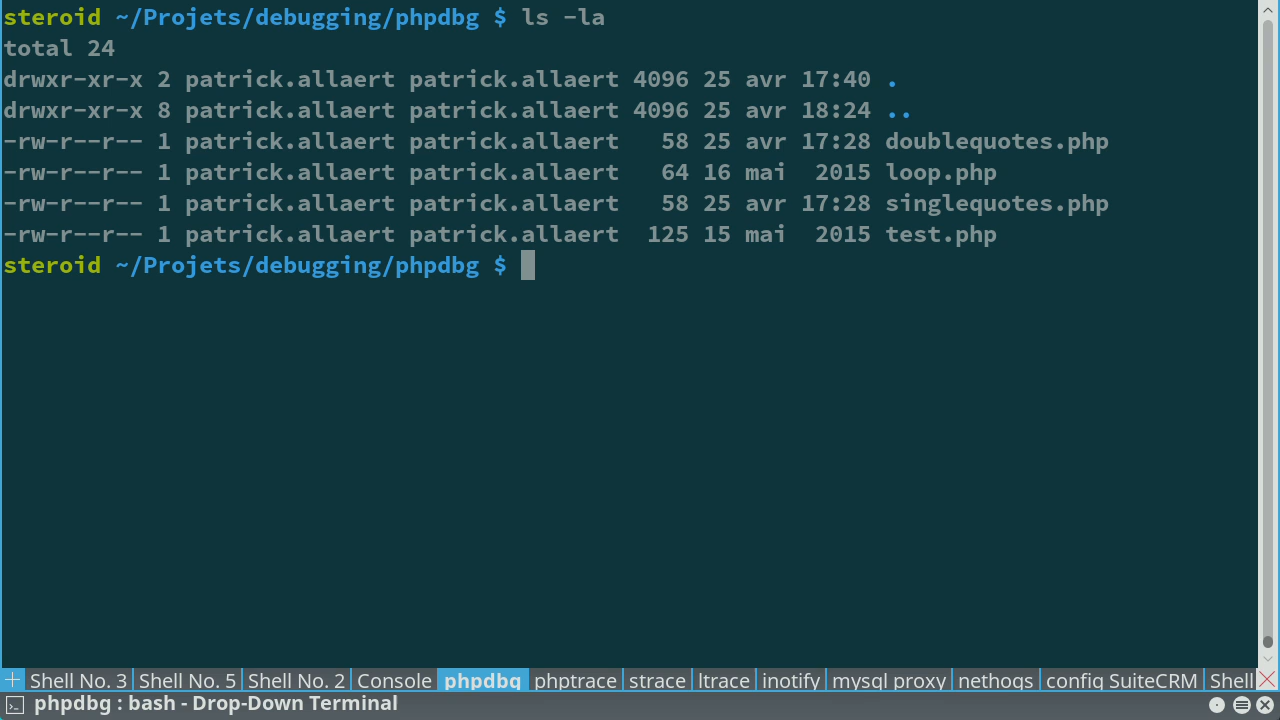 steroid ~/Projets/debugging/phpdbg $ ls -la
total 24
drwxr-xr-x 2 patrick.allaert patrick.allaert 4096 25 avr 17:40 .
drwxr-xr-x 8 patrick.allaert patrick.allaert 4096 25 avr 18:24 ..
-rw-r--r-- 1 patrick.allaert patrick.allaert   58 25 avr 17:28 doublequotes.php
-rw-r--r-- 1 patrick.allaert patrick.allaert   64 16 mai  2015 loop.php
-rw-r--r-- 1 patrick.allaert patrick.allaert   58 25 avr 17:28 singlequotes.php
-rw-r--r-- 1 patrick.allaert patrick.allaert  125 15 mai  2015 test.php
steroid ~/Projets/debugging/phpdbg $
Shell No. 3 Shell No. 5 Shell No. 2 Console phpdbg phptrace strace ltrace inotify mysql proxy nethogs config SuiteCRM Shell
phpdbg : bash - Drop-Down Terminal